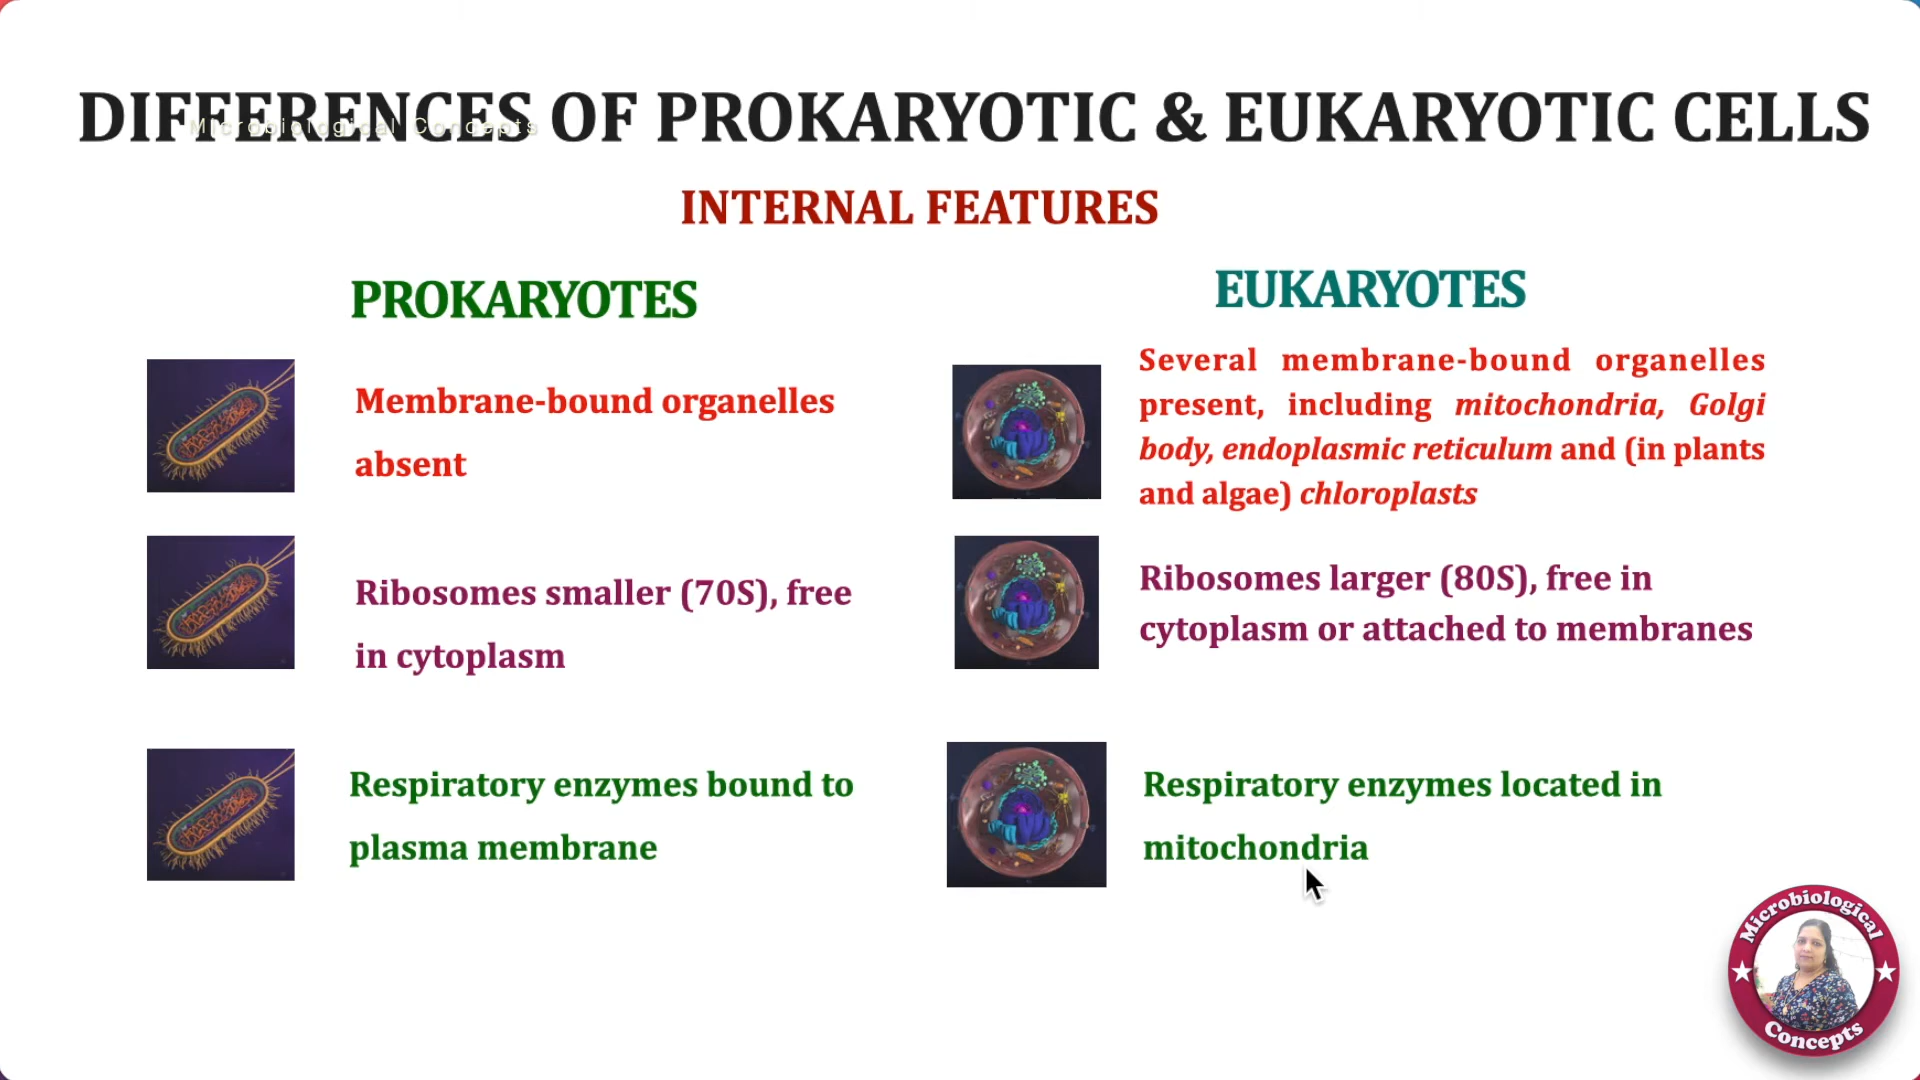 DIFFERENCES OF PROKARYOTIC & EUKARYOTIC CELLS
Microbiological Concepts
INTERNAL FEATURES
PROKARYOTES
Membrane-bound organelles
absent
Ribosomes smaller (70S), free
in cytoplasm
Respiratory enzymes bound to
plasma membrane
EUKARYOTES
Several membrane-bound organelles
present, including mitochondria, Golgi
body, endoplasmic reticulum and (in plants
and algae) chloroplasts
Ribosomes larger (80S), free in
cytoplasm or attached to membranes
Respiratory enzymes located in
mitochondria
Microbiological
Concepts